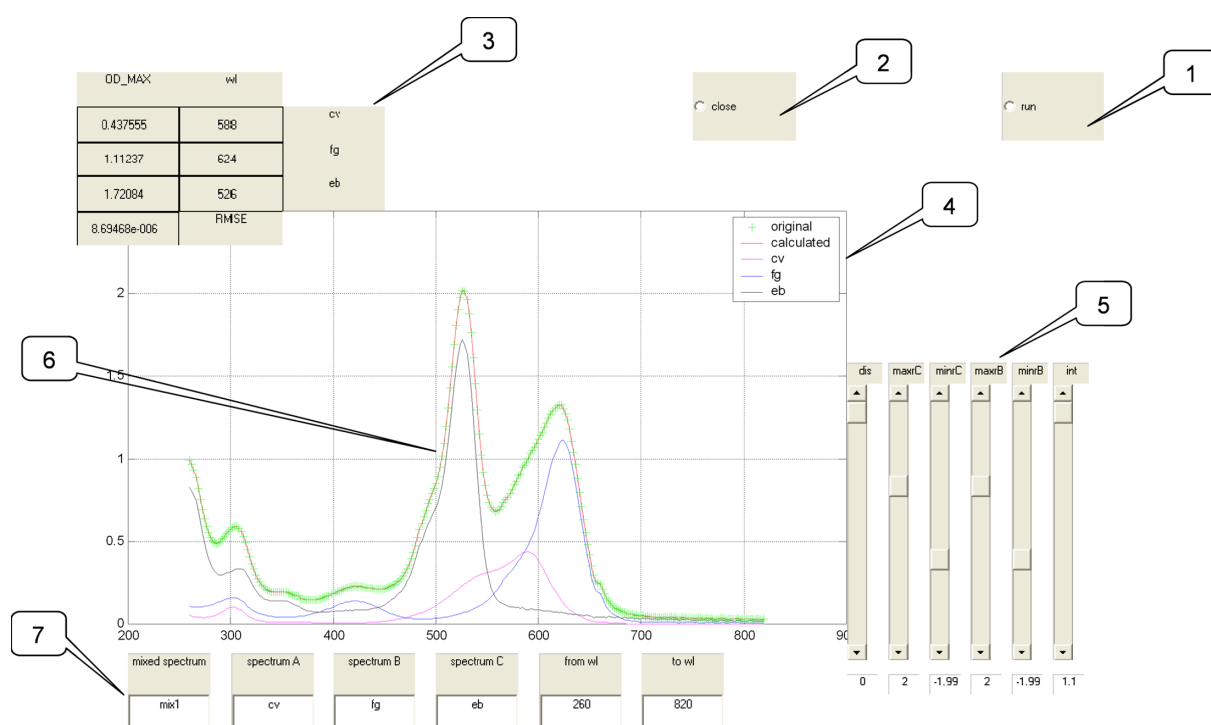 3
2
1
OD_MAX wl
close
run
cv
0.437555 588
fg
1.11237 624
eb
1.72084 526
RMSE
8.69468e-006
4
original
calculated
cv
fg
eb
2
5
6
dis maxrC minrC maxrB minrB int
1.5
1
0.5
0
200 300 400 500 600 700 800 90
7
mixed spectrum spectrum A spectrum B spectrum C from wl to wl
0 2 -1.99 2 -1.99 1.1
mix1 cv fg eb 260 820